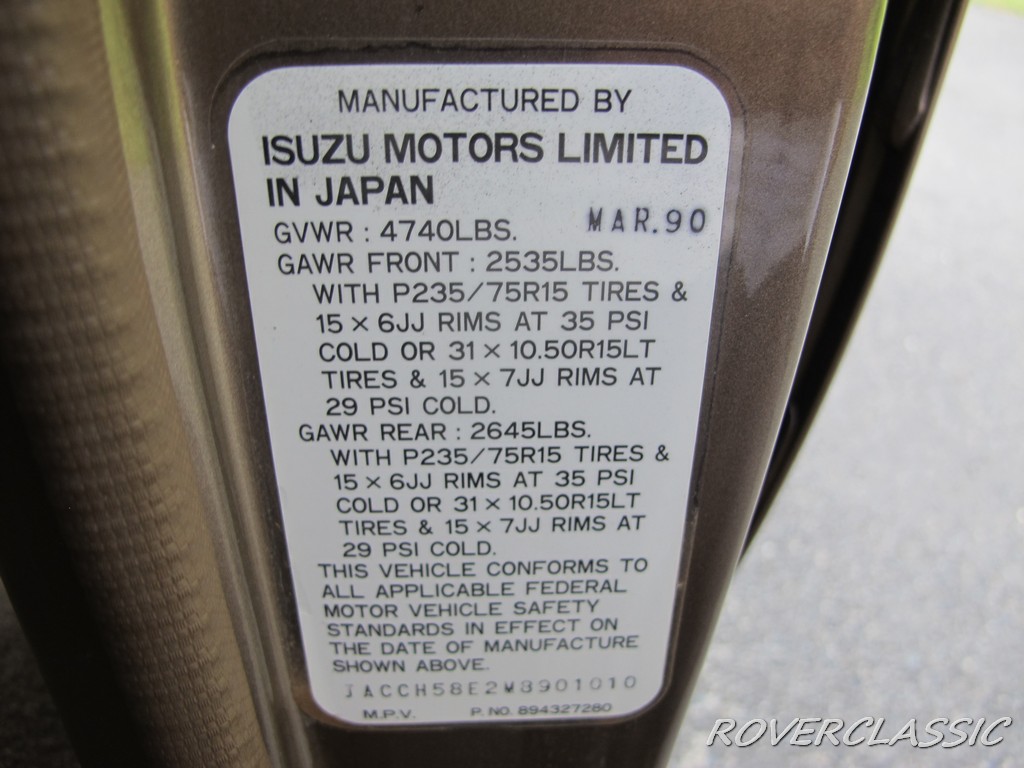 MANUFACTURED BY
ISUZU MOTORS LIMITED
IN JAPAN
MAR.90
GVWR : 4740LBS.
GAWR FRONT : 2535LBS.
WITH P235/75R15 TIRES &
15 × 6JJ RIMS AT 35 PSI
COLD OR 31 × 10.50R15LT
TIRES & 15 × 7JJ RIMS AT
29 PSI COLD.
GAWR REAR : 2645LBS.
WITH P235/75R15 TIRES &
15 × 6JJ RIMS AT 35 PSI
COLD OR 31 × 10.50R15LT
TIRES & 15 × 7JJ RIMS AT
29 PSI COLD.
THIS VEHICLE CONFORMS TO
ALL APPLICABLE FEDERAL
MOTOR VEHICLE SAFETY
STANDARDS IN EFFECT ON
THE DATE OF MANUFACTURE
SHOWN ABOVE.
JACCH58E2M8901010
M.P.V. P. NO. 894327280
ROVERCLASSIC